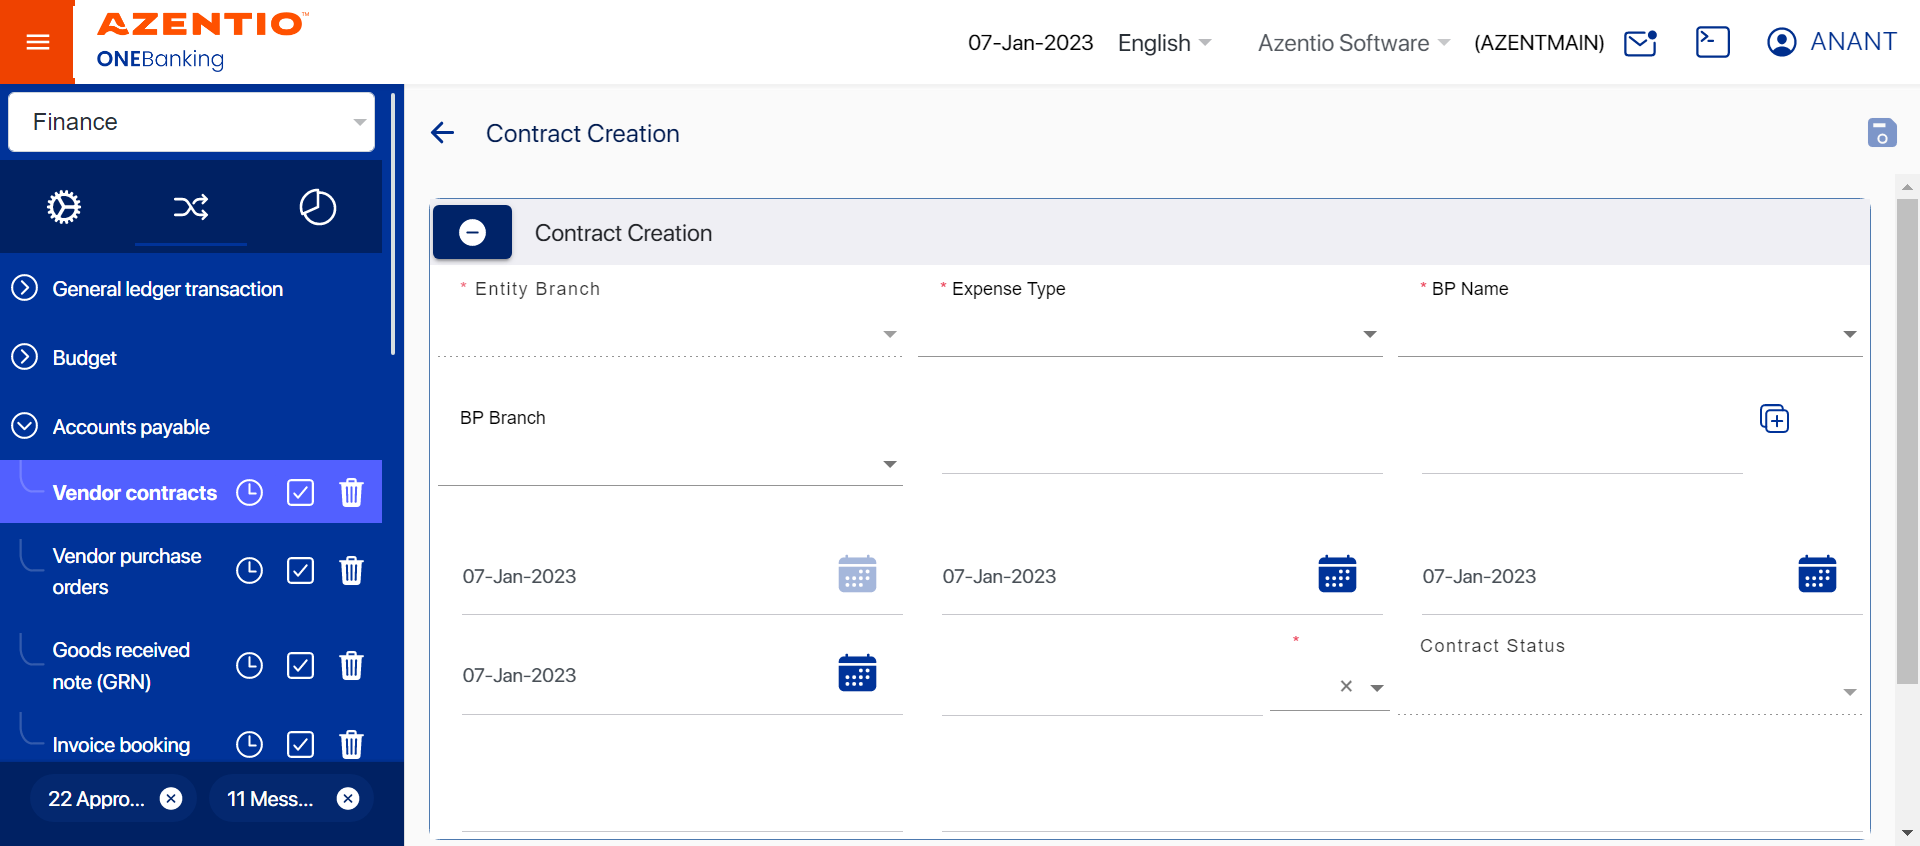 AZENTIO™
ONEBanking
07-Jan-2023 English Azentio Software (AZENTMAIN) ANANT
Finance
General ledger transaction
Budget
Accounts payable
Vendor contracts
Vendor purchase
orders
Goods received
note (GRN)
Invoice booking
22 Appro...
11 Mess...
Contract Creation
Contract Creation
* Entity Branch
* Expense Type
* BP Name
BP Branch
07-Jan-2023
07-Jan-2023
07-Jan-2023
07-Jan-2023
*
Contract Status